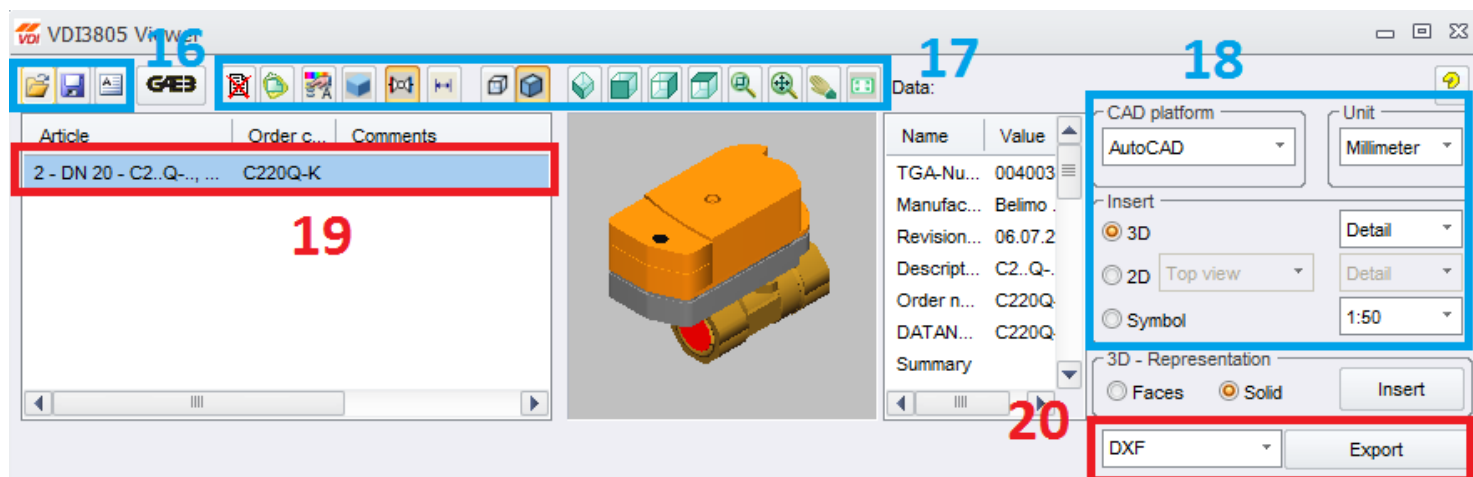 VDI VDI3805 Viewer
16
17
18
GAEB
Data:
Article Order c... Comments
2 - DN 20 - C2..Q-.., ... C220Q-K
19
Name Value
TGA-Nu... 004003
Manufac... Belimo .
Revision... 06.07.2
Descript... C2..Q-.
Order n... C220Q
DATAN... C220Q-
Summary
CAD platform
AutoCAD
Unit
Millimeter
Insert
3D Detail
2D Top view Detail
Symbol 1:50
3D - Representation
Faces Solid Insert
20
DXF Export